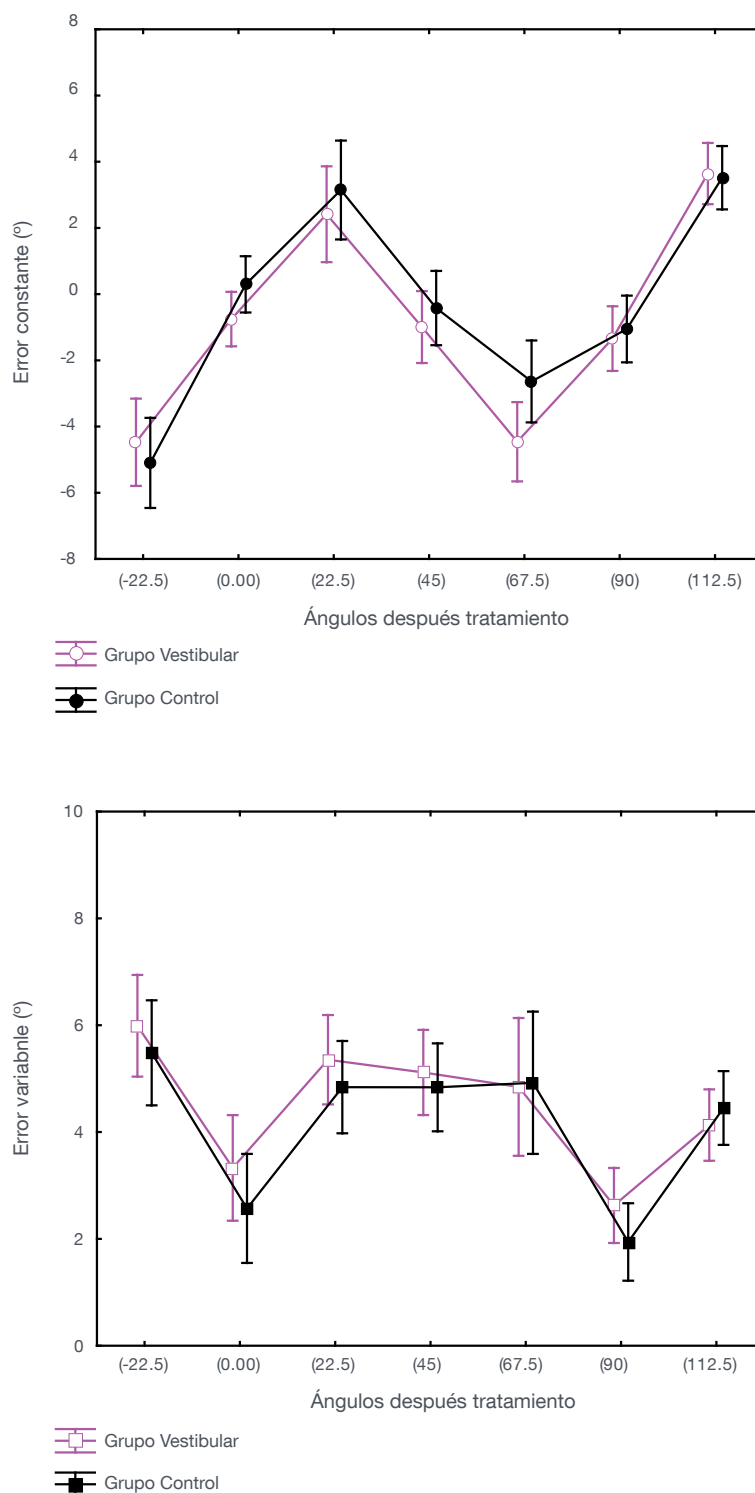 8
6
4
2
0
-2
-4
-6
-8
Error constante (º)
(-22.5) (0.00) (22.5) (45) (67.5) (90) (112.5)
Ángulos después tratamiento
Grupo Vestibular
Grupo Control
10
8
6
4
2
0
Error variabnle (º)
(-22.5) (0.00) (22.5) (45) (67.5) (90) (112.5)
Ángulos después tratamiento
Grupo Vestibular
Grupo Control